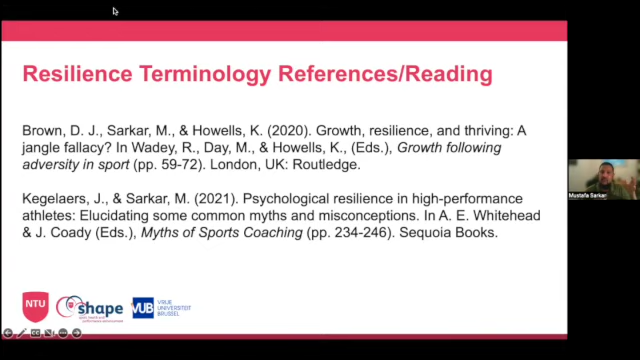 Resilience Terminology References/Reading
Brown, D. J., Sarkar, M., & Howells, K. (2020). Growth, resilience, and thriving: A
jangle fallacy? In Wadey, R., Day, M., & Howells, K., (Eds.), Growth following
adversity in sport (pp. 59-72). London, UK: Routledge.
Kegelaers, J., & Sarkar, M. (2021). Psychological resilience in high-performance
athletes: Elucidating some common myths and misconceptions. In A. E. Whitehead
& J. Coady (Eds.), Myths of Sports Coaching (pp. 234-246). Sequoia Books.
Mustafa Sarkar
NTU
shape
VUB
VRIJE
UNIVERSITEIT
BRUSSEL
CC